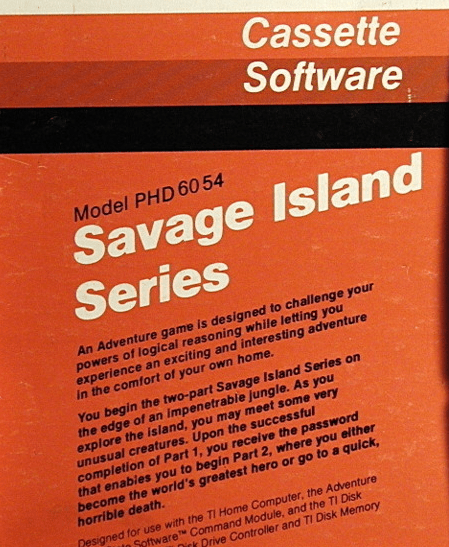 Cassette
Software
Model PHD 6054
Savage Island
Series
An Adventure game is designed to challenge your
powers of logical reasoning while letting you
experience an exciting and interesting adventure
in the comfort of your own home.
You begin the two-part Savage Island Series on
the edge of an impenetrable jungle. As you
explore the island, you may meet some very
unusual creatures. Upon the successful
completion of Part 1, you receive the password
that enables you to begin Part 2, where you either
become the world's greatest hero or go to a quick,
horrible death.
Designed for use with the TI Home Computer, the Adventure
Software™ Command Module, and the TI Disk
Disk Drive Controller and TI Disk Memory